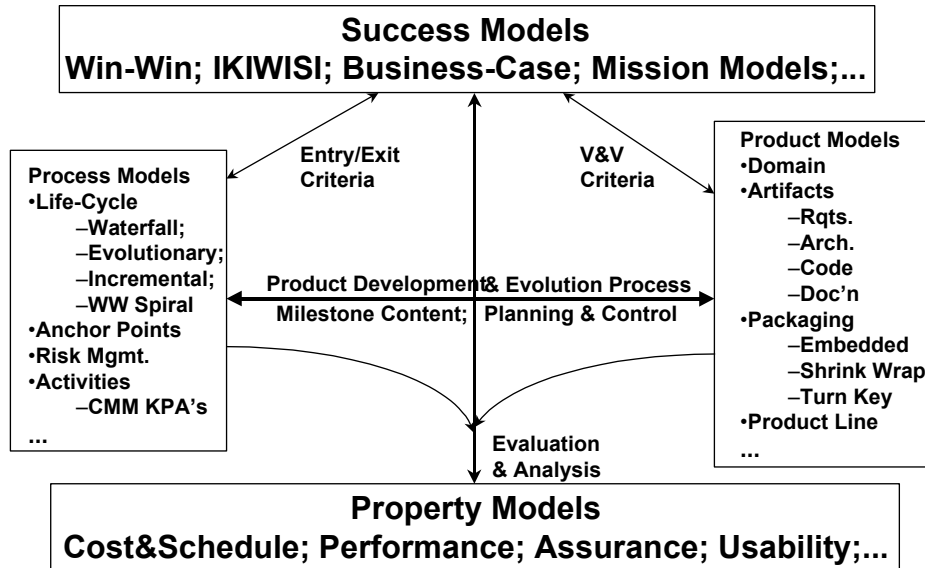 Success Models
Win-Win; IKIWISI; Business-Case; Mission Models;...
Entry/Exit
Criteria
V&V
Criteria
Process Models
•Life-Cycle
–Waterfall;
–Evolutionary;
–Incremental;
–WW Spiral
•Anchor Points
•Risk Mgmt.
•Activities
–CMM KPA's
...
Product Development & Evolution Process
Milestone Content; Planning & Control
Product Models
•Domain
•Artifacts
–Rqts.
–Arch.
–Code
–Doc'n
•Packaging
–Embedded
–Shrink Wrap
–Turn Key
•Product Line
...
Evaluation
& Analysis
Property Models
Cost&Schedule; Performance; Assurance; Usability;...